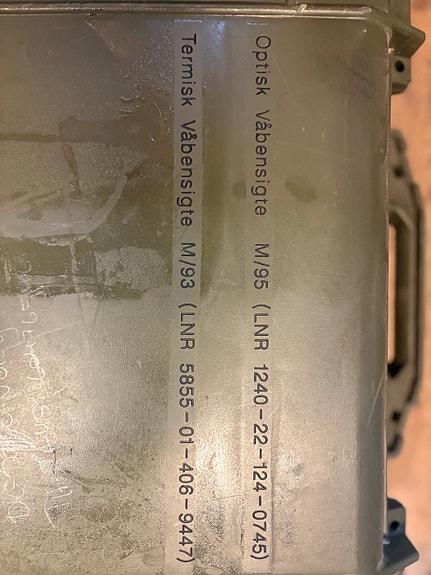 Optisk Våbensigte M/95 (LNR 1240-22-124-0745)
Termisk Våbensigte M/93 (LNR 5855-01-406-9447)